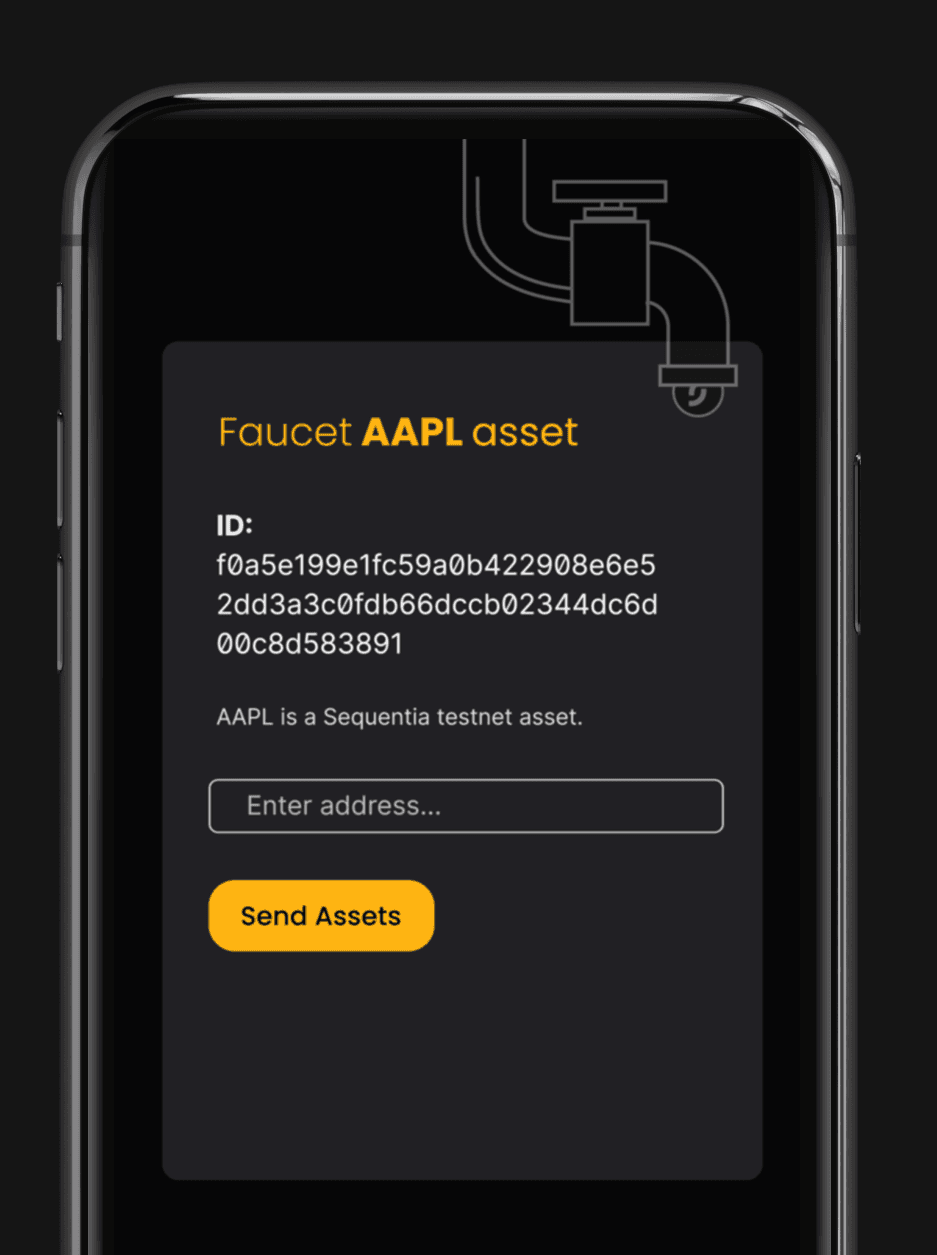 Faucet AAPL asset
ID:
f0a5e199e1fc59a0b422908e6e5
2dd3a3c0fdb66dccb02344dc6d
00c8d583891
AAPL is a Sequentia testnet asset.
Enter address...
Send Assets